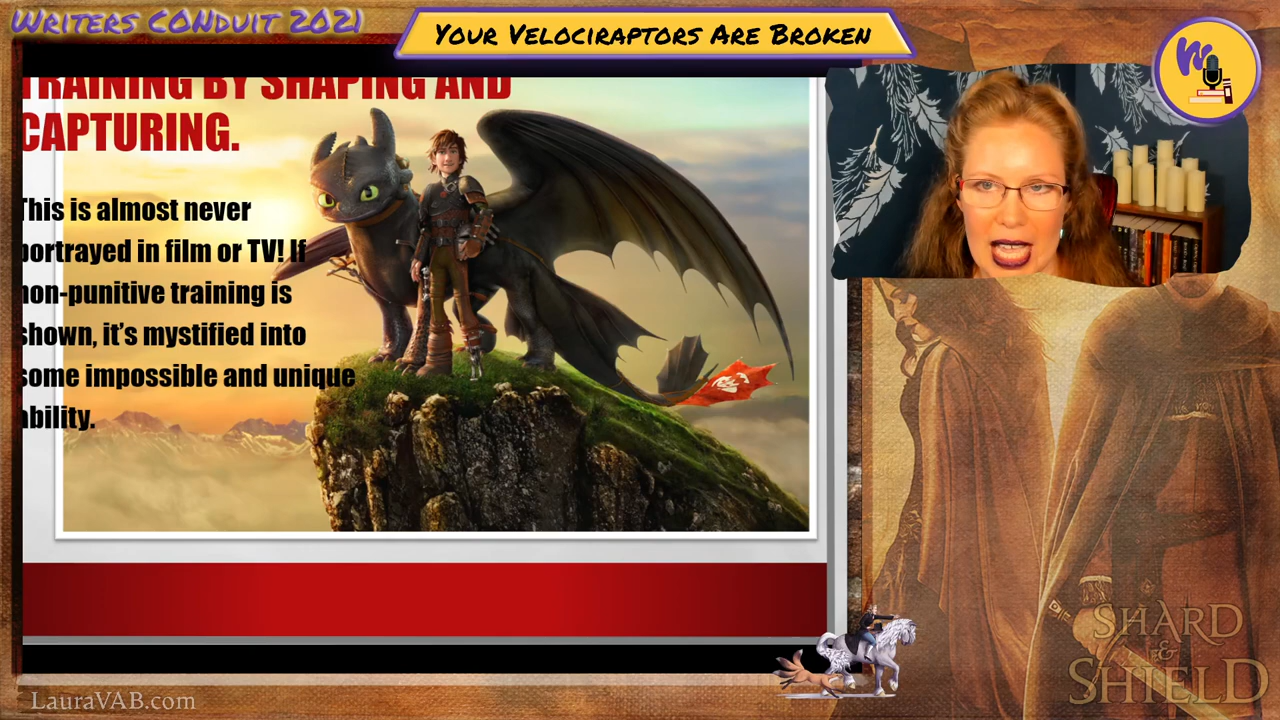 WRITERS CONDUIT 2021
YOUR VELOCIRAPTORS ARE BROKEN
W
TRAINING BY SHAPING AND
CAPTURING.
This is almost never
portrayed in film or TV! If
non-punitive training is
shown, it's mystified into
some impossible and unique
ability.
SHARD
&
SHIELD
LauraVAB.com